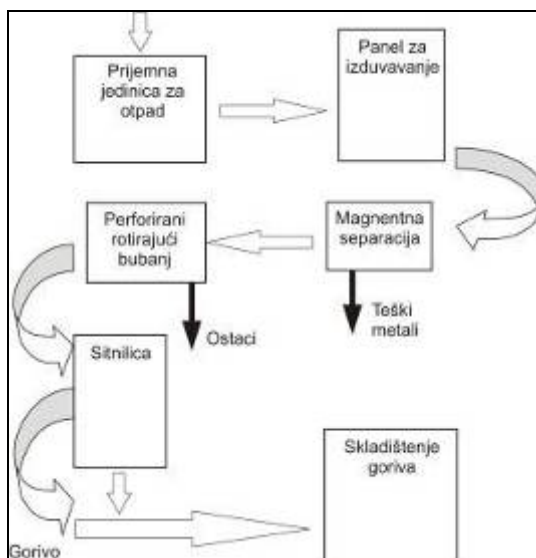 Prijemna
jedinica za
otpad
Panel za
izduvavanje
Perforirani
rotirajući
bubanj
Magnentna
separacija
Ostaci
Teški
metali
Sitnilica
Skladištenje
goriva
Gorivo